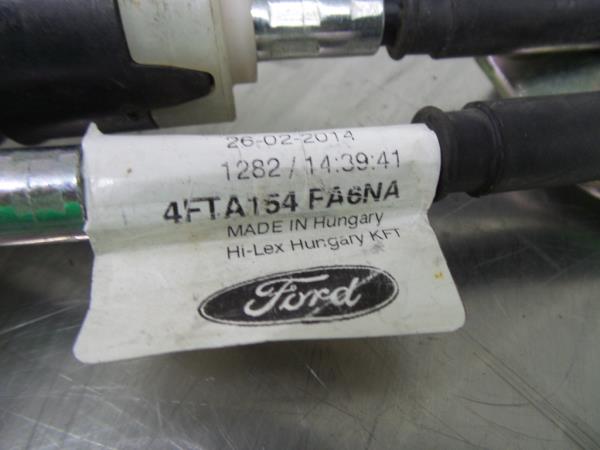 26-02-2014
1282 / 14:39:41
4FTA154 FA6NA
MADE IN Hungary
Hi-Lex Hungary KFT
Ford